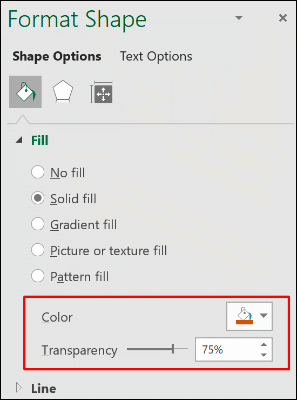 Format Shape
Shape Options Text Options
Fill
No fill
Solid fill
Gradient fill
Picture or texture fill
Pattern fill
Color
Transparency 75%
Line